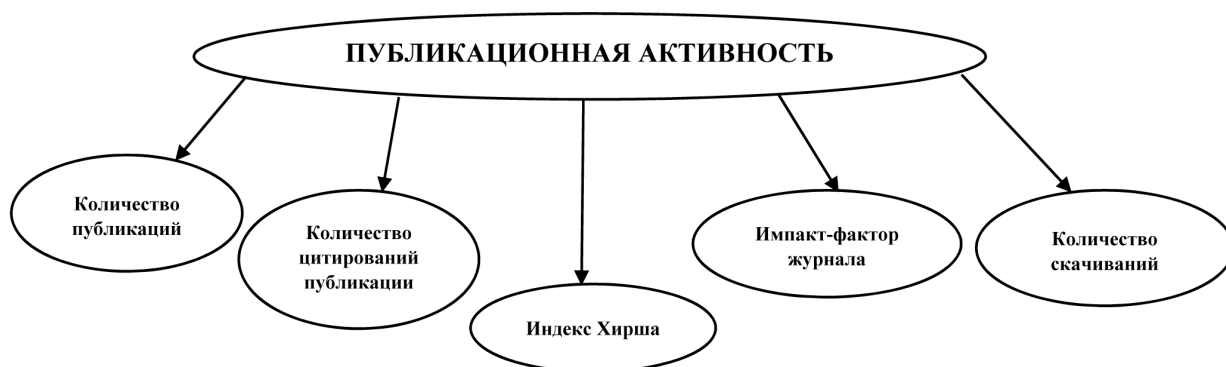 ПУБЛИКАЦИОННАЯ АКТИВНОСТЬ
Количество
публикаций
Количество
цитирований
публикации
Индекс Хирша
Импакт-фактор
журнала
Количество
скачиваний